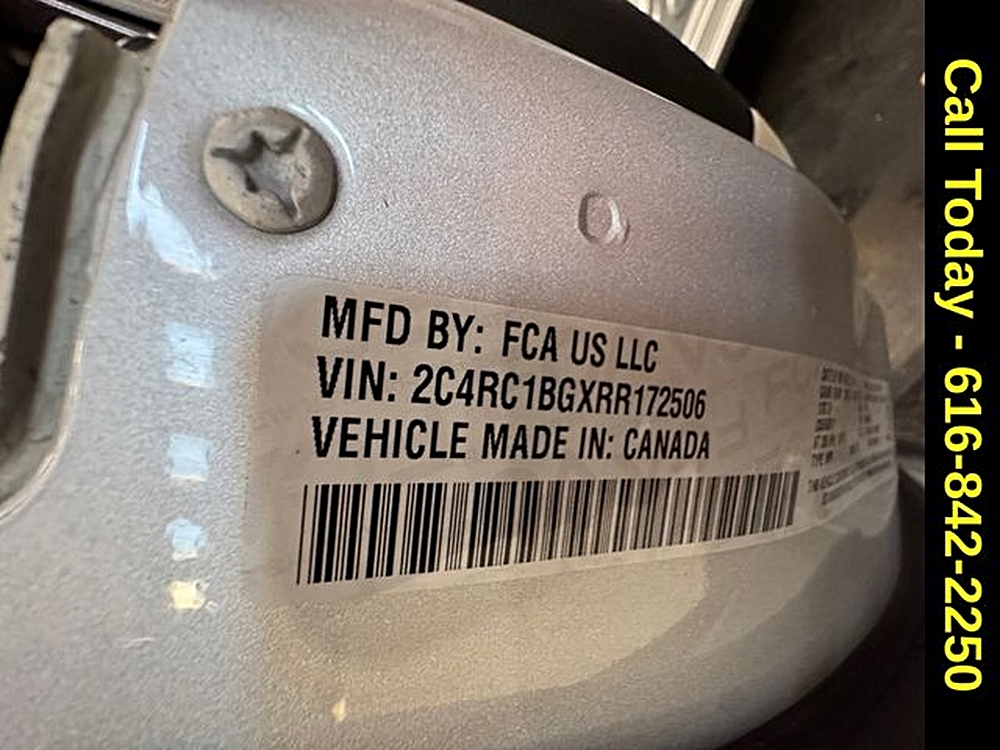 MFD BY: FCA US LLC
VIN: 2C4RC1BGXRR172506
VEHICLE MADE IN: CANADA
Call Today - 616-842-2250